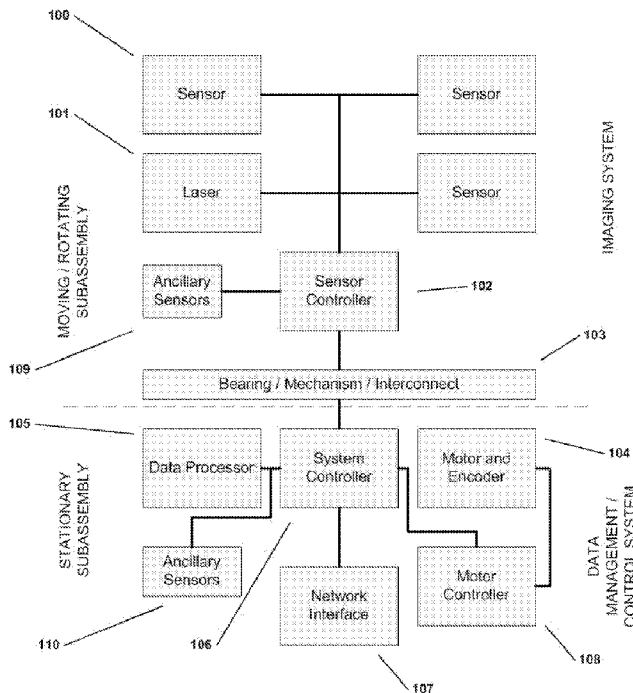 100
Sensor
Sensor
101
Laser
Sensor
MOVING / ROTATING
SUBASSEMBLY
IMAGING SYSTEM
Ancillary
Sensors
Sensor
Controller
102
109
103
Bearing / Mechanism / Interconnect
105
Data Processor
System
Controller
Motor and
Encoder
104
STATIONARY
SUBASSEMBLY
DATA
MANAGEMENT /
CONTROL SYSTEM
Ancillary
Sensors
Network
Interface
Motor
Controller
110
106
107
108